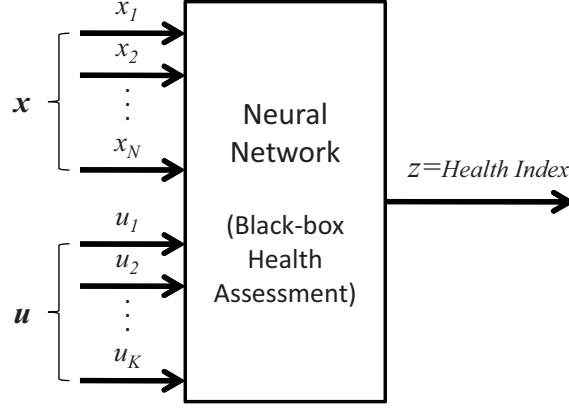 x1
x2
⋮
x
xN
Neural
Network
z=Health Index
u1
(Black-box
u2
Health
Assessment)
⋮
u
uK